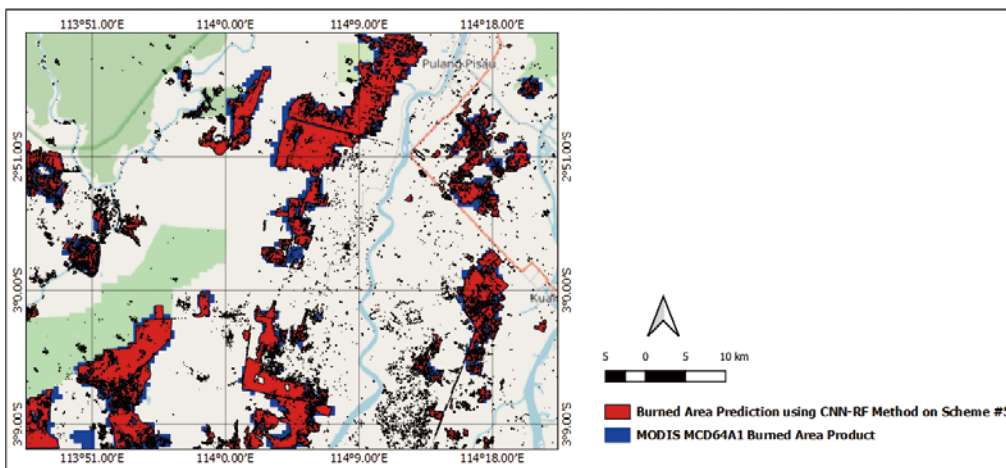 113°51.00'E 114°0.00'E 114°9.00'E 114°18.00'E
Pulang Pisau
2°51.00'S 2°51.00'S
3°0.00'S 3°0.00'S
3°9.00'S 3°9.00'S
5 0 5 10 km
Burned Area Prediction using CNN-RF Method on Scheme
MODIS MCD64A1 Burned Area Product
113°51.00'E 114°0.00'E 114°9.00'E 114°18.00'E